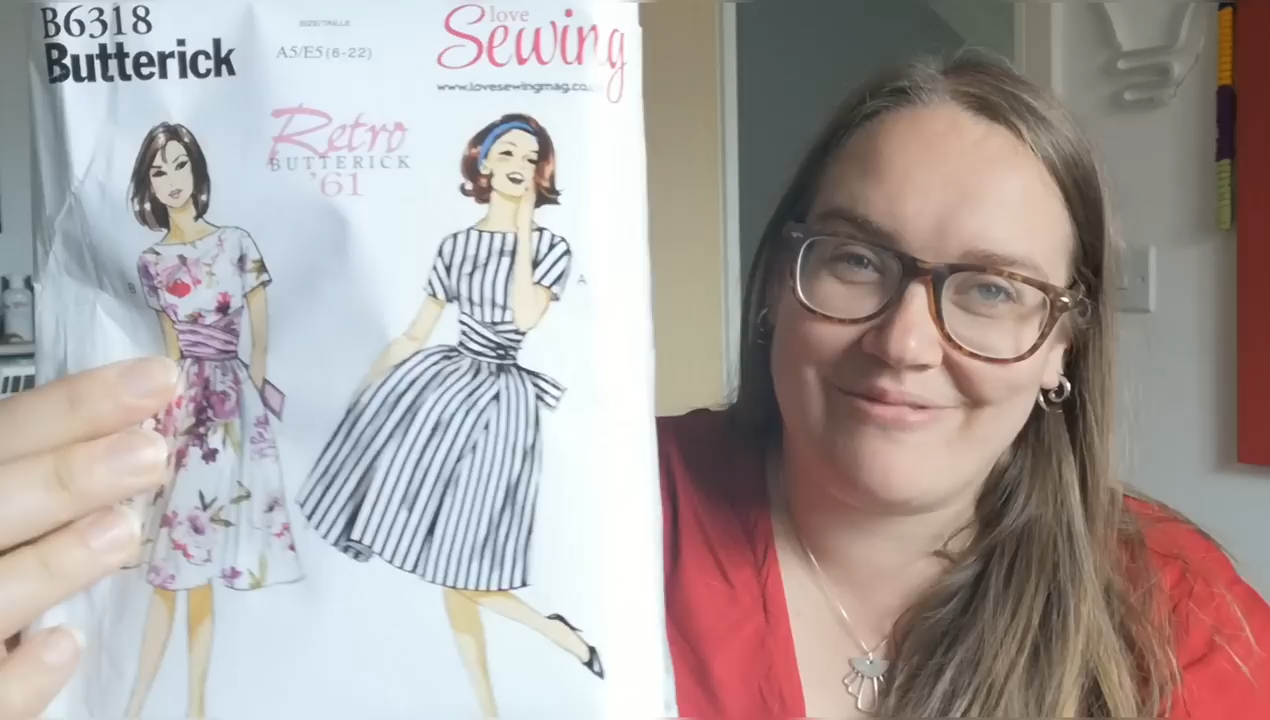 B6318
Butterick
SIZE/TAILLE
A5/E5(6-22)
love
Sewing
www.lovesewingmag.co
Retro
BUTTERICK
'61
B
A